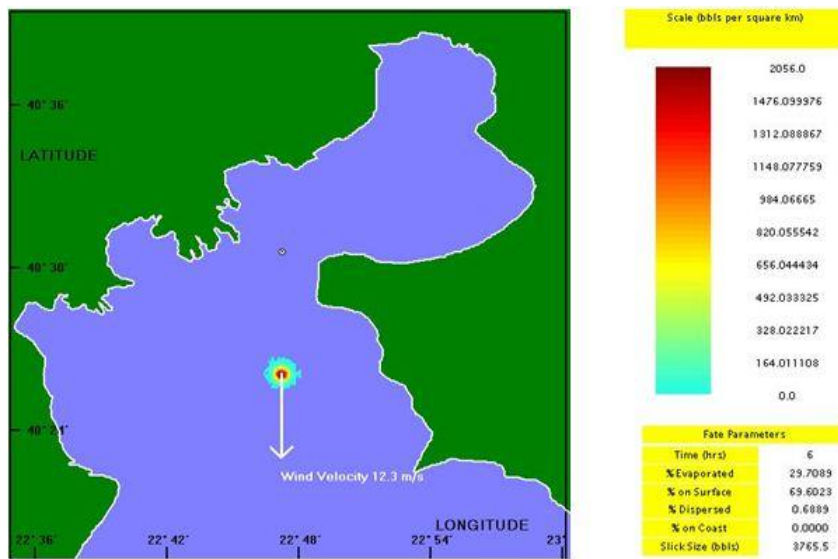 Scale (bbls per square km)
2056.0
1476.099976
1312.088867
1148.077759
984.06665
820.055542
656.044434
492.033325
328.022217
164.011108
0.0
40° 36'
LATITUDE
40° 30'
40° 24'
Wind Velocity 12.3 m/s
LONGITUDE
22° 36' 22° 42' 22° 48' 22° 54' 23°
Fate Parameters
Time (hrs) 6
% Evaporated 29.7089
% on Surface 69.6023
% Dispersed 0.6889
% on Coast 0.0000
Slick Size (bbls) 3765.5